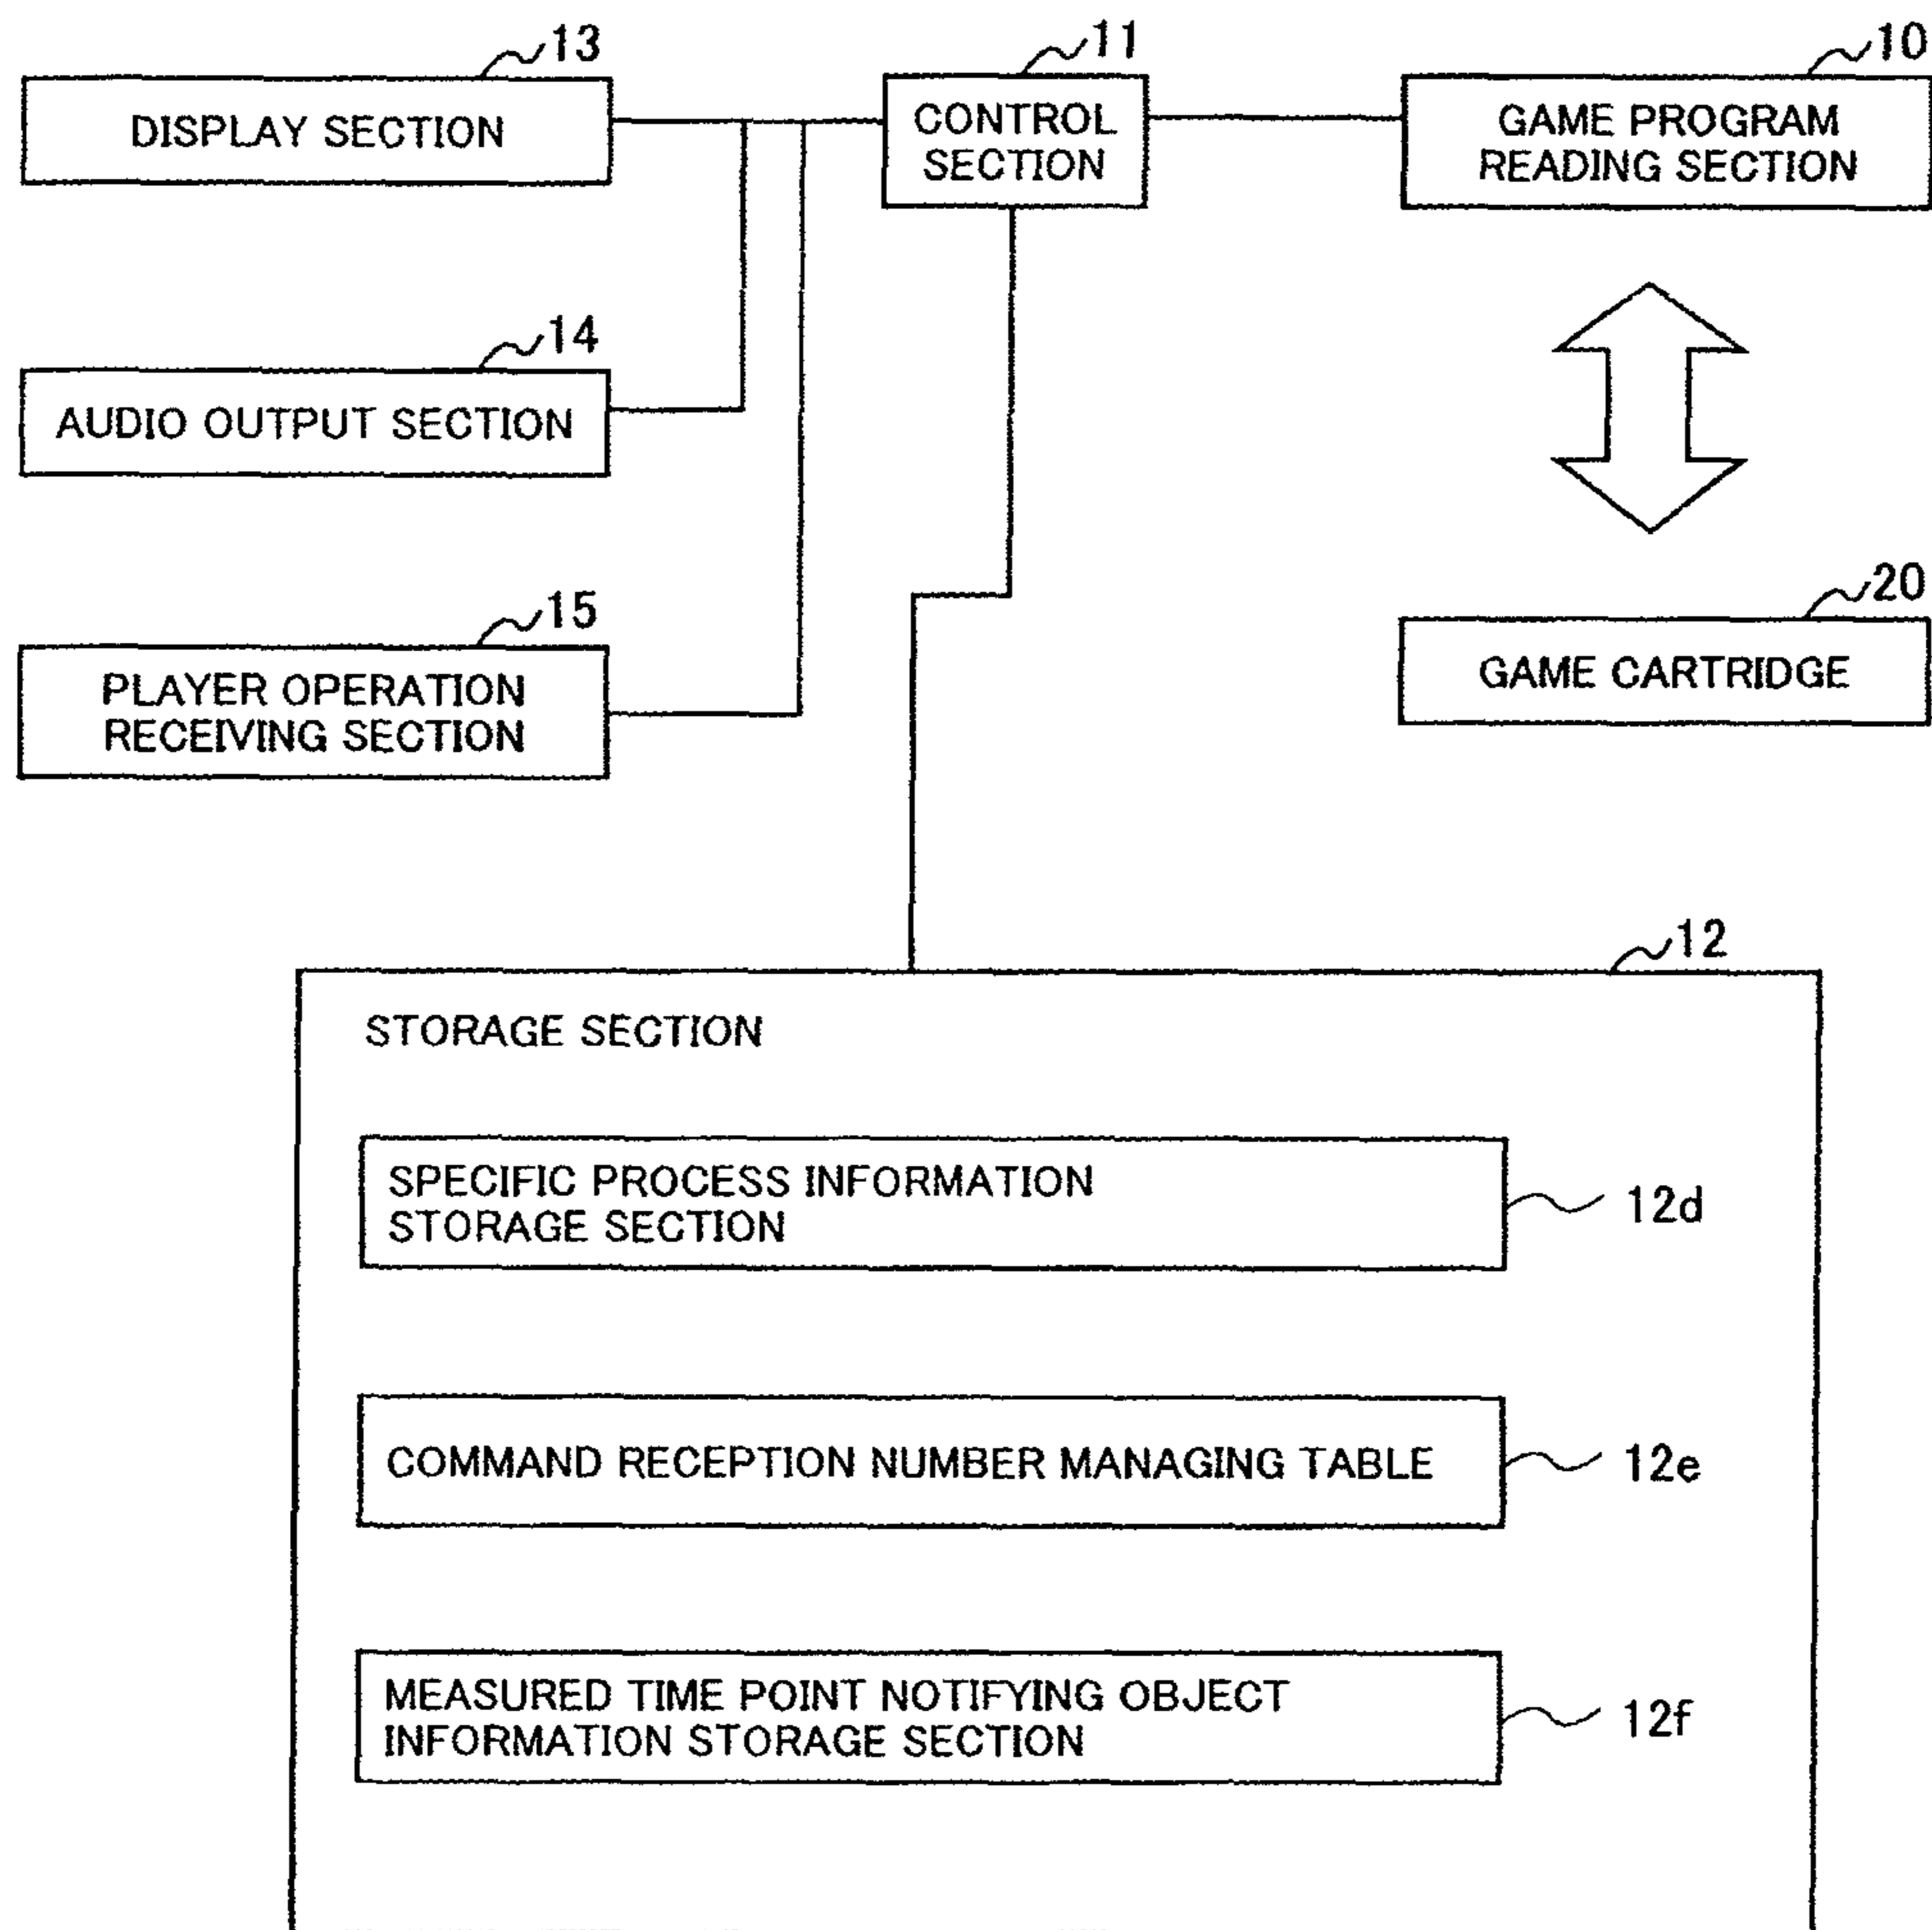 13
DISPLAY SECTION
11
CONTROL
SECTION
10
GAME PROGRAM
READING SECTION
14
AUDIO OUTPUT SECTION
15
PLAYER OPERATION
RECEIVING SECTION
20
GAME CARTRIDGE
12
STORAGE SECTION
SPECIFIC PROCESS INFORMATION
STORAGE SECTION
12d
COMMAND RECEPTION NUMBER MANAGING TABLE
12e
MEASURED TIME POINT NOTIFYING OBJECT
INFORMATION STORAGE SECTION
12f